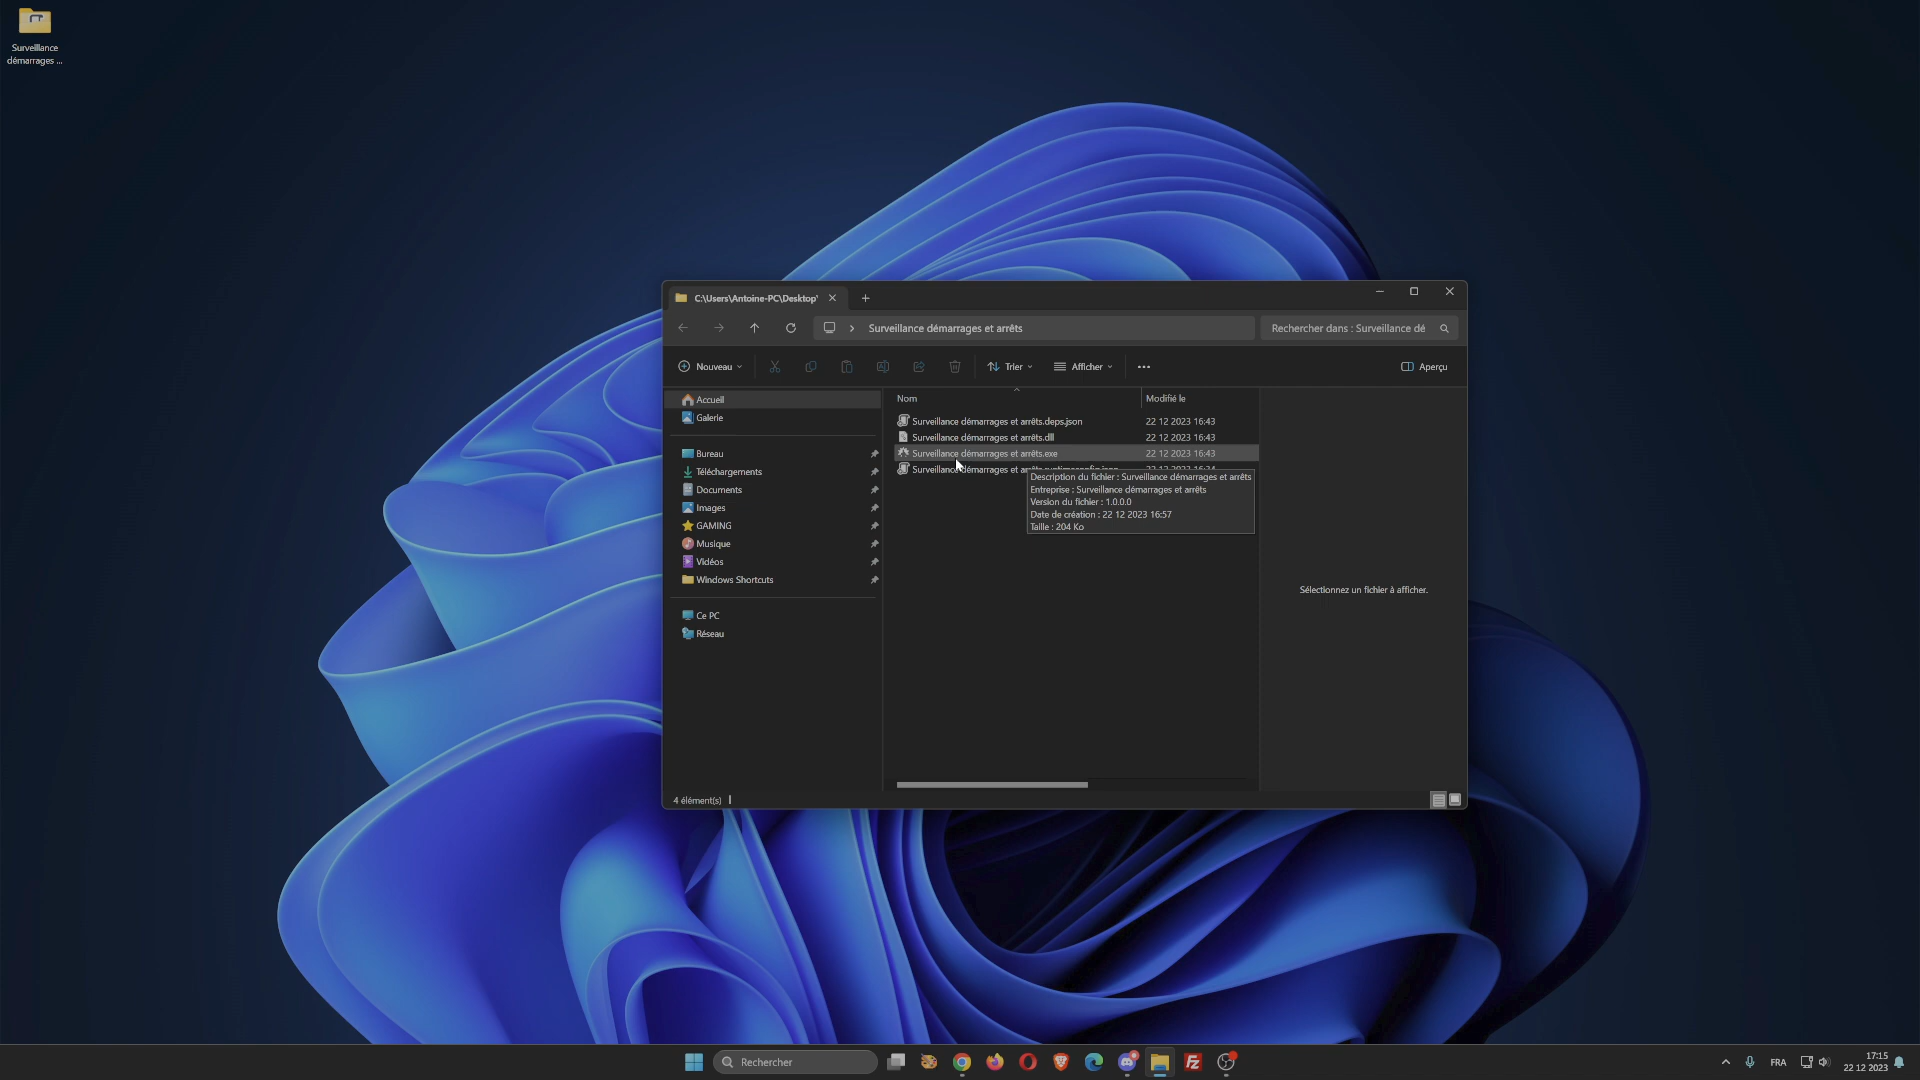 Surveillance
démarrages ...
C:\Users\Antoine-PC\Desktop'
Surveillance démarrages et arrêts
Rechercher dans : Surveillance dé
Nouveau
Trier
Afficher
Aperçu
Accueil
Galerie
Bureau
Téléchargements
Documents
Images
GAMING
Musique
Vidéos
Windows Shortcuts
Ce PC
Réseau
Nom
Modifié le
Surveillance démarrages et arrêts.deps.json
22 12 2023 16:43
Surveillance démarrages et arrêts.dll
22 12 2023 16:43
Surveillance démarrages et arrêts.exe
22 12 2023 16:43
Surveillance démarrages et
Description du fichier : Surveillance démarrages et arrêts
Entreprise : Surveillance démarrages et arrêts
Version du fichier : 1.0.0.0
Date de création : 22 12 2023 16:57
Taille : 204 Ko
Sélectionnez un fichier à afficher.
4 élément(s)
Rechercher
FRA
17:15
22 12 2023